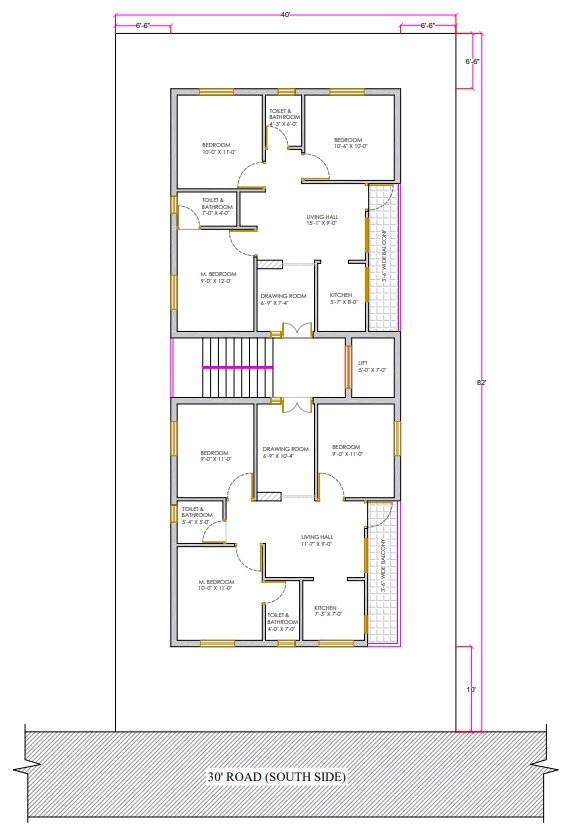 40'
6'-6"
6'-6"
6'-6"
TOILET &
BATHROOM
4'-3" X 6'-0"
BEDROOM
10'-0" X 11'-0"
BEDROOM
10'-6" X 10'-0"
TOILET &
BATHROOM
7'-0" X 4'-0"
LIVING HALL
15'-1" X 9'-0"
3'-6" WIDE BALCONY
M. BEDROOM
9'-0" X 12'-0"
DRAWING ROOM
6'-9" X 7'-4"
KITCHEN
5'-7" X 8'-0"
LIFT
5'-0" X 7'-0"
82'
BEDROOM
9'-0" X 11'-0"
DRAWING ROOM
6'-9" X 10'-4"
BEDROOM
9'-0" X 11'-0"
TOILET &
BATHROOM
5'-4" X 5'-0"
LIVING HALL
11'-7" X 9'-0"
3'-6" WIDE BALCONY
M. BEDROOM
10'-0" X 11'-0"
TOILET &
BATHROOM
4'-0" X 7'-0"
KITCHEN
7'-3" X 7'-0"
10'
30' ROAD (SOUTH SIDE)